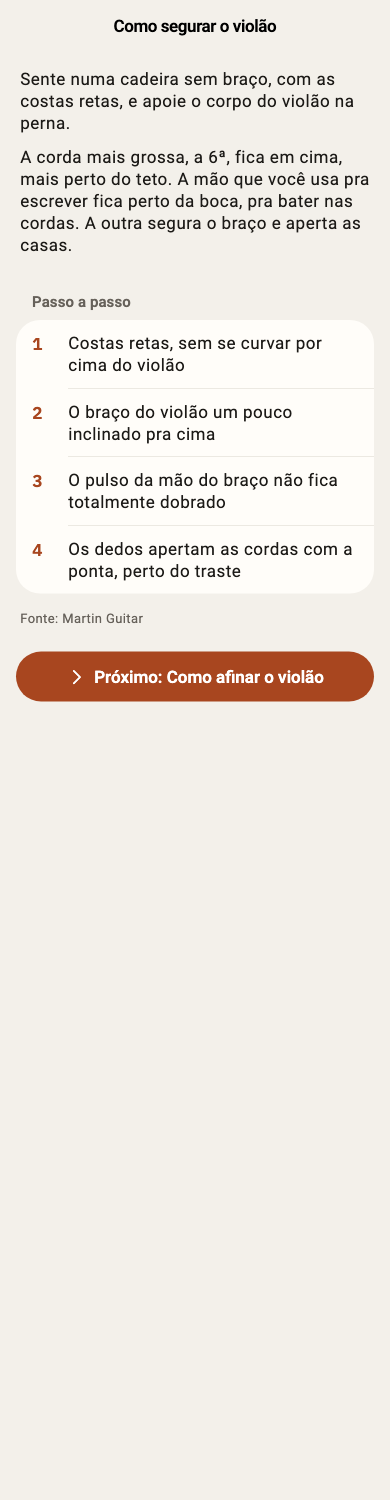 Como segurar o violão
Sente numa cadeira sem braço, com as
costas retas, e apoie o corpo do violão na
perna.
A corda mais grossa, a 6ª, fica em cima,
mais perto do teto. A mão que você usa pra
escrever fica perto da boca, pra bater nas
cordas. A outra segura o braço e aperta as
casas.
Passo a passo
1 Costas retas, sem se curvar por
cima do violão
2 O braço do violão um pouco
inclinado pra cima
3 O pulso da mão do braço não fica
totalmente dobrado
4 Os dedos apertam as cordas com a
ponta, perto do traste
Fonte: Martin Guitar
Próximo: Como afinar o violão